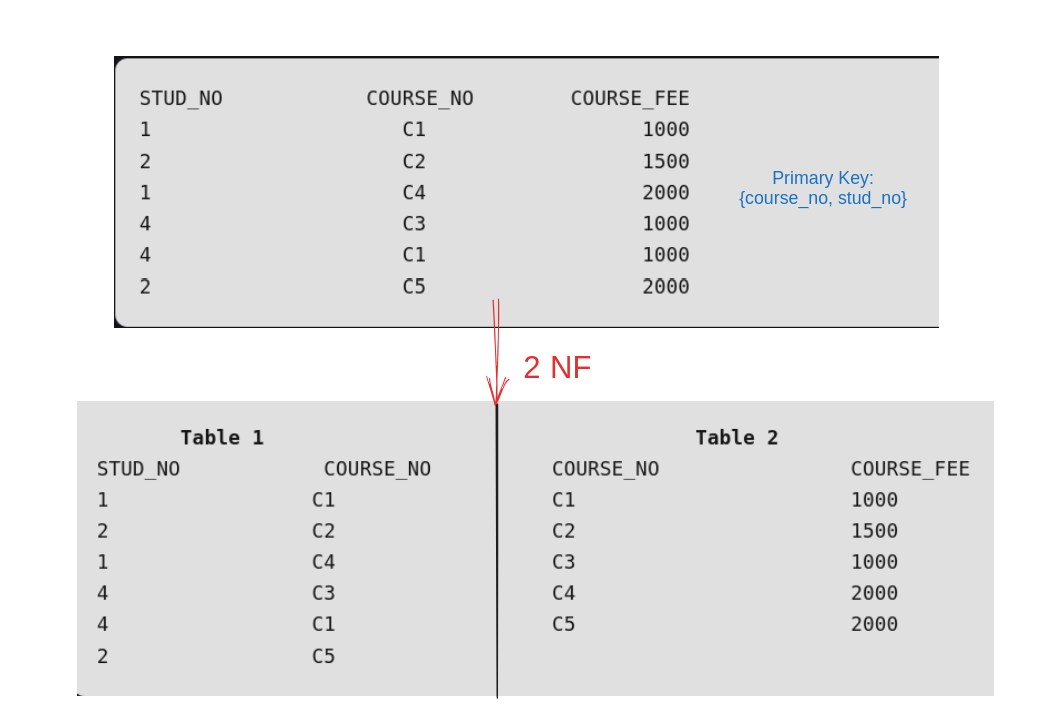 STUD_NO COURSE_NO COURSE_FEE
1 C1 1000
2 C2 1500
1 C4 2000
4 C3 1000
4 C1 1000
2 C5 2000
Primary Key:
{course_no, stud_no}
2 NF
Table 1
STUD_NO COURSE_NO
1 C1
2 C2
1 C4
4 C3
4 C1
2 C5
Table 2
COURSE_NO COURSE_FEE
C1 1000
C2 1500
C3 1000
C4 2000
C5 2000